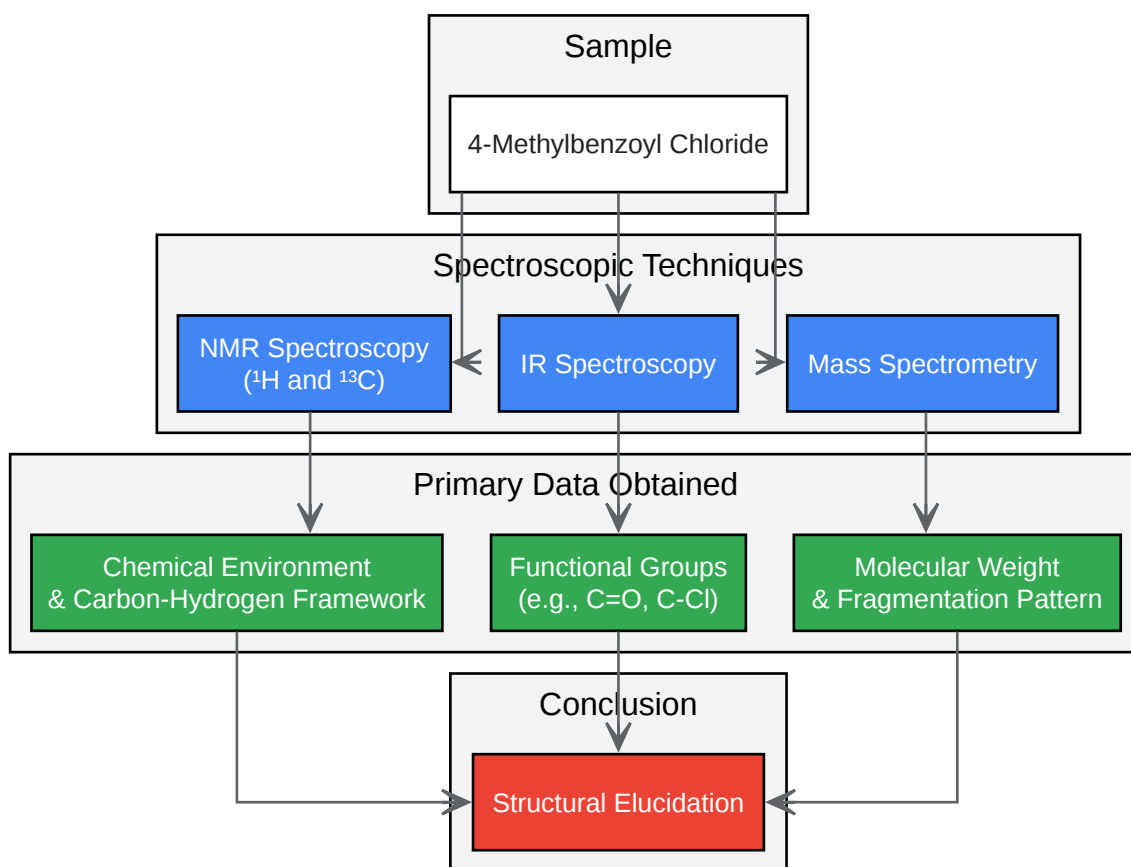 Sample
4-Methylbenzoyl Chloride
Spectroscopic Techniques
NMR Spectroscopy
(¹H and ¹³C)
IR Spectroscopy
Mass Spectrometry
Primary Data Obtained
Chemical Environment
& Carbon-Hydrogen Framework
Functional Groups
(e.g., C=O, C-Cl)
Molecular Weight
& Fragmentation Pattern
Conclusion
Structural Elucidation